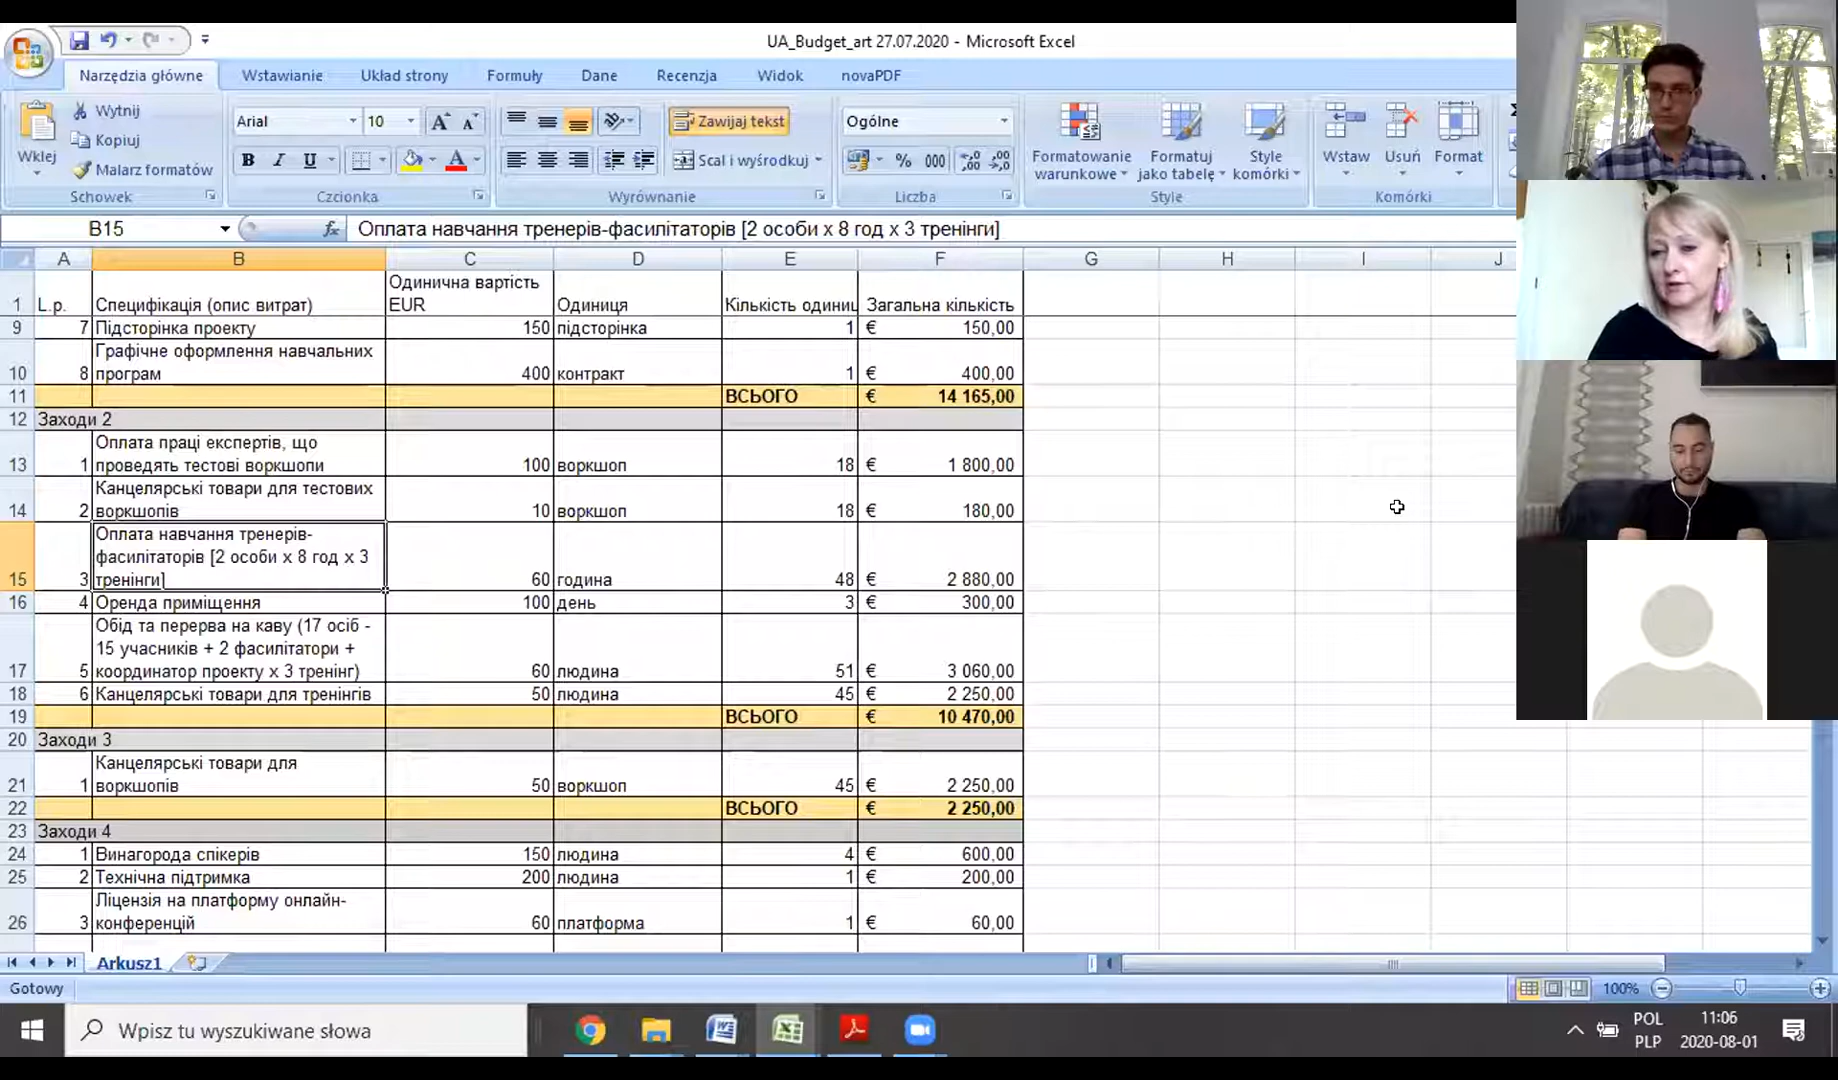 UA_Budget_art 27.07.2020 - Microsoft Excel
Narzędzia główne Wstawianie Układ strony Formuły Dane Recenzja Widok novaPDF
Wklej
Wytnij
Kopiuj
Malarz formatów
Schowek
Arial 10
B I U
Czcionka
Zawijaj tekst
Scal i wyśrodkuj
Wyrównanie
Ogólne
% 000
Liczba
Formatowanie warunkowe
Formatuj jako tabelę
Style komórki
Style
Wstaw Usuń Format
Komórki
B15 fx Оплата навчання тренерів-фасилітаторів [2 особи x 8 год x 3 тренінги]
A B C D E F G H I J
1 L.p. Специфікація (опис витрат) Одинична вартість EUR Одиниця Кількість одиниц Загальна кількість
9 7 Підсторінка проекту 150 підсторінка 1 € 150,00
10 8 Графічне оформлення навчальних програм 400 контракт 1 € 400,00
11 ВСЬОГО € 14 165,00
12 Заходи 2
13 1 Оплата праці експертів, що проведять тестові воркшопи 100 воркшоп 18 € 1 800,00
14 2 Канцелярські товари для тестових воркшопів 10 воркшоп 18 € 180,00
15 3 Оплата навчання тренерів-фасилітаторів [2 особи x 8 год x 3 тренінги] 60 година 48 € 2 880,00
16 4 Оренда приміщення 100 день 3 € 300,00
17 5 Обід та перерва на каву (17 осіб - 15 учасників + 2 фасилітатори + координатор проекту x 3 тренінг) 60 людина 51 € 3 060,00
18 6 Канцелярські товари для тренінгів 50 людина 45 € 2 250,00
19 ВСЬОГО € 10 470,00
20 Заходи 3
21 1 Канцелярські товари для воркшопів 50 воркшоп 45 € 2 250,00
22 ВСЬОГО € 2 250,00
23 Заходи 4
24 1 Винагорода спікерів 150 людина 4 € 600,00
25 2 Технічна підтримка 200 людина 1 € 200,00
26 3 Ліцензія на платформу онлайн-конференцій 60 платформа 1 € 60,00
Arkusz1
Gotowy 100%
Wpisz tu wyszukiwane słowa
POL
PLP
11:06
2020-08-01